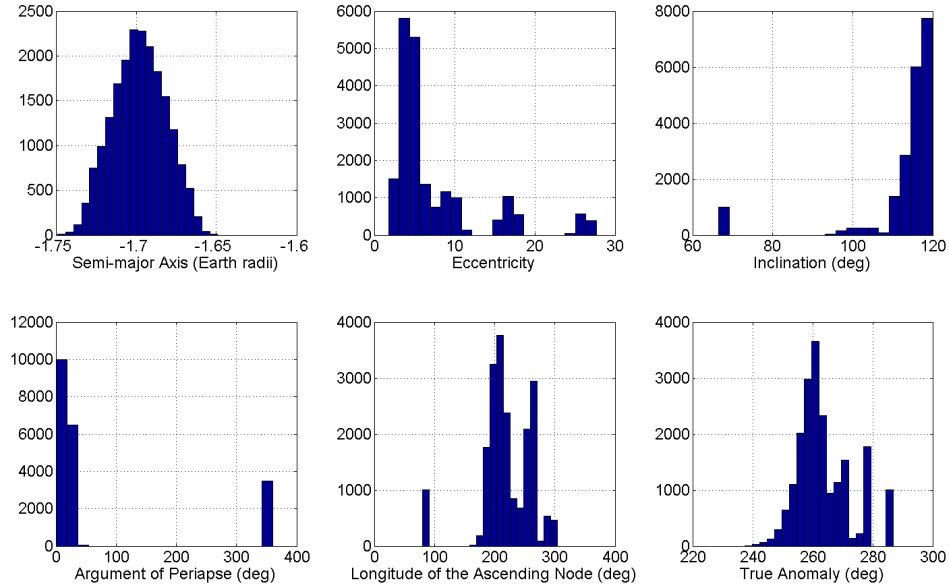 2500
2000
1500
1000
500
0
-1.75 -1.7 -1.65 -1.6
Semi-major Axis (Earth radii)
6000
5000
4000
3000
2000
1000
0
0 10 20 30
Eccentricity
8000
6000
4000
2000
0
60 80 100 120
Inclination (deg)
12000
10000
8000
6000
4000
2000
0
0 100 200 300 400
Argument of Periapse (deg)
4000
3000
2000
1000
0
0 100 200 300 400
Longitude of the Ascending Node (deg)
4000
3000
2000
1000
0
220 240 260 280 300
True Anomaly (deg)